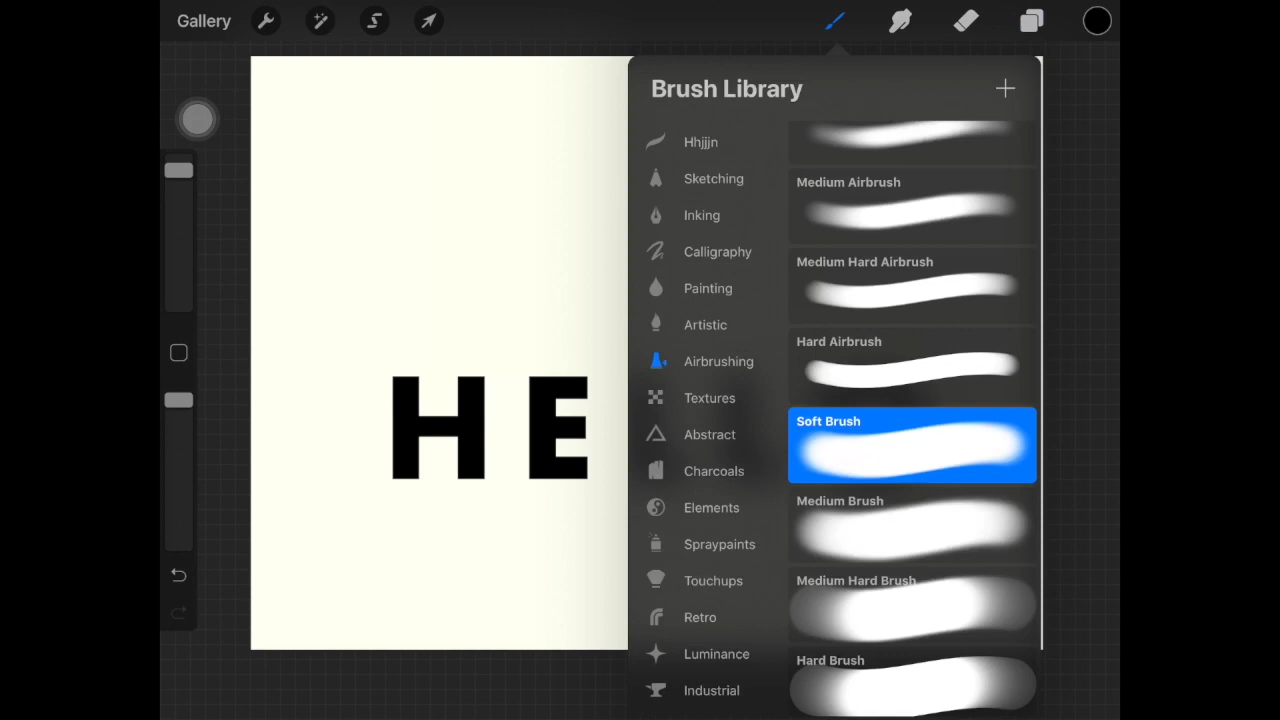 Gallery
Brush Library
Hhjjjn
Sketching
Inking
Calligraphy
Painting
Artistic
Airbrushing
Textures
Abstract
Charcoals
Elements
Spraypaints
Touchups
Retro
Luminance
Industrial
Medium Airbrush
Medium Hard Airbrush
Hard Airbrush
Soft Brush
Medium Brush
Medium Hard Brush
Hard Brush
HE